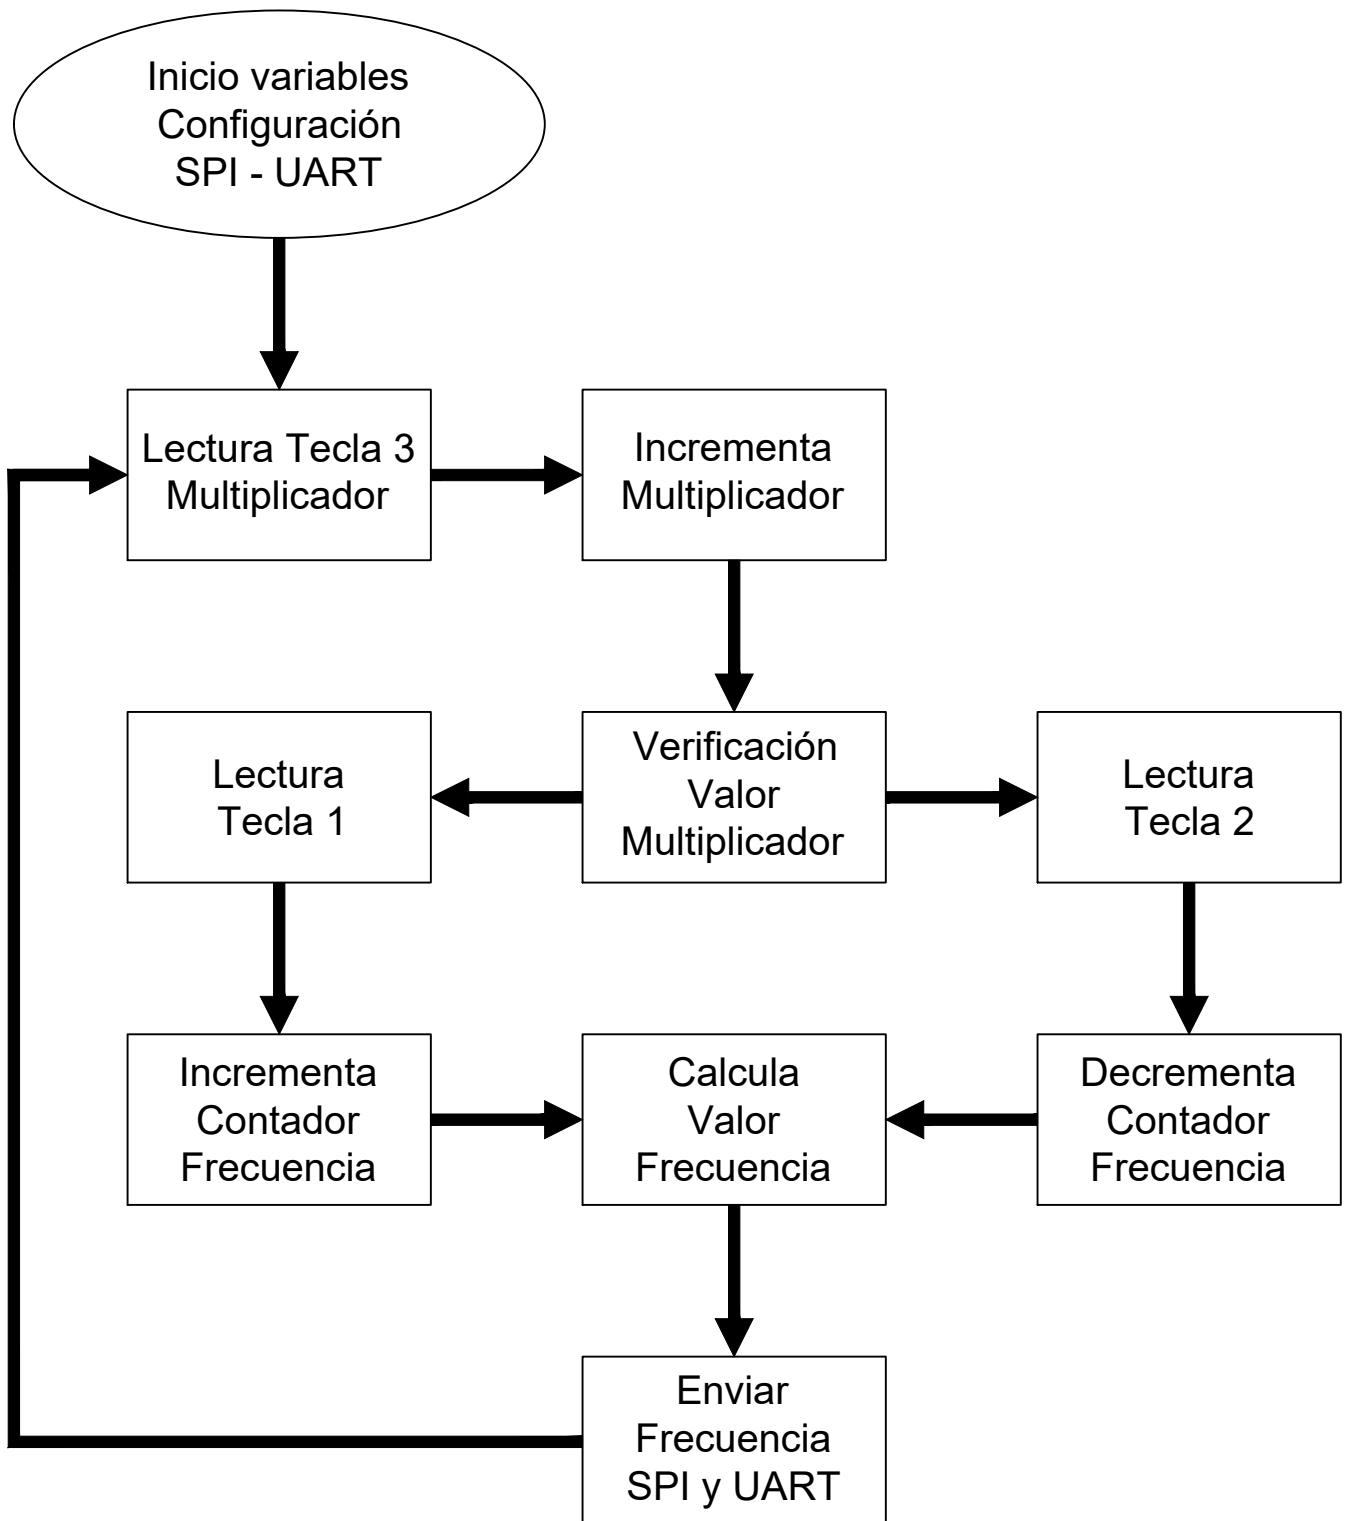 Inicio variables
Configuración
SPI - UART
Lectura Tecla 3
Multiplicador
Incrementa
Multiplicador
Lectura
Tecla 1
Verificación
Valor
Multiplicador
Lectura
Tecla 2
Incrementa
Contador
Frecuencia
Calcula
Valor
Frecuencia
Decrementa
Contador
Frecuencia
Enviar
Frecuencia
SPI y UART